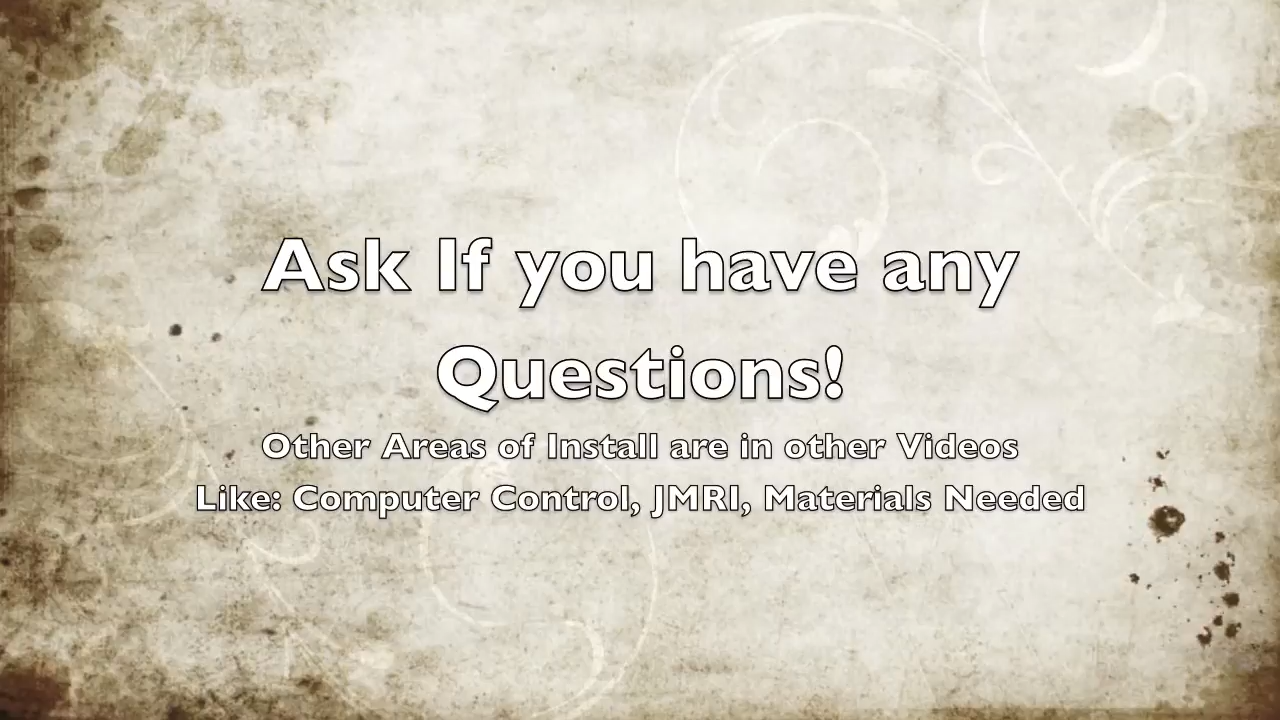 Ask If you have any
Questions!
Other Areas of Install are in other Videos
Like: Computer Control, JMRI, Materials Needed